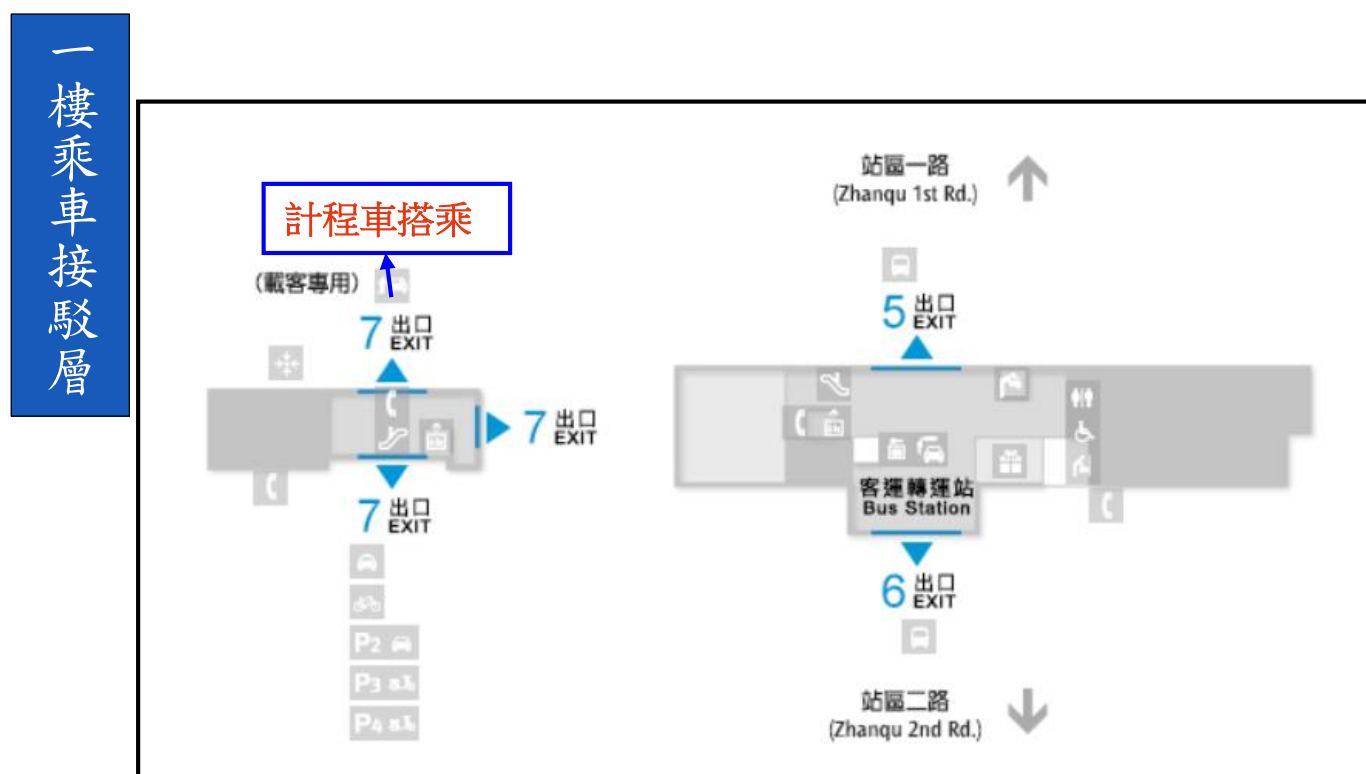 一樓乘車接駁層
計程車搭乘
(載客專用)
7 出口
EXIT
7 出口
EXIT
7 出口
EXIT
P2
P3
P4
站區一路
(Zhanqu 1st Rd.)
5 出口
EXIT
客運轉運站
Bus Station
6 出口
EXIT
站區二路
(Zhanqu 2nd Rd.)